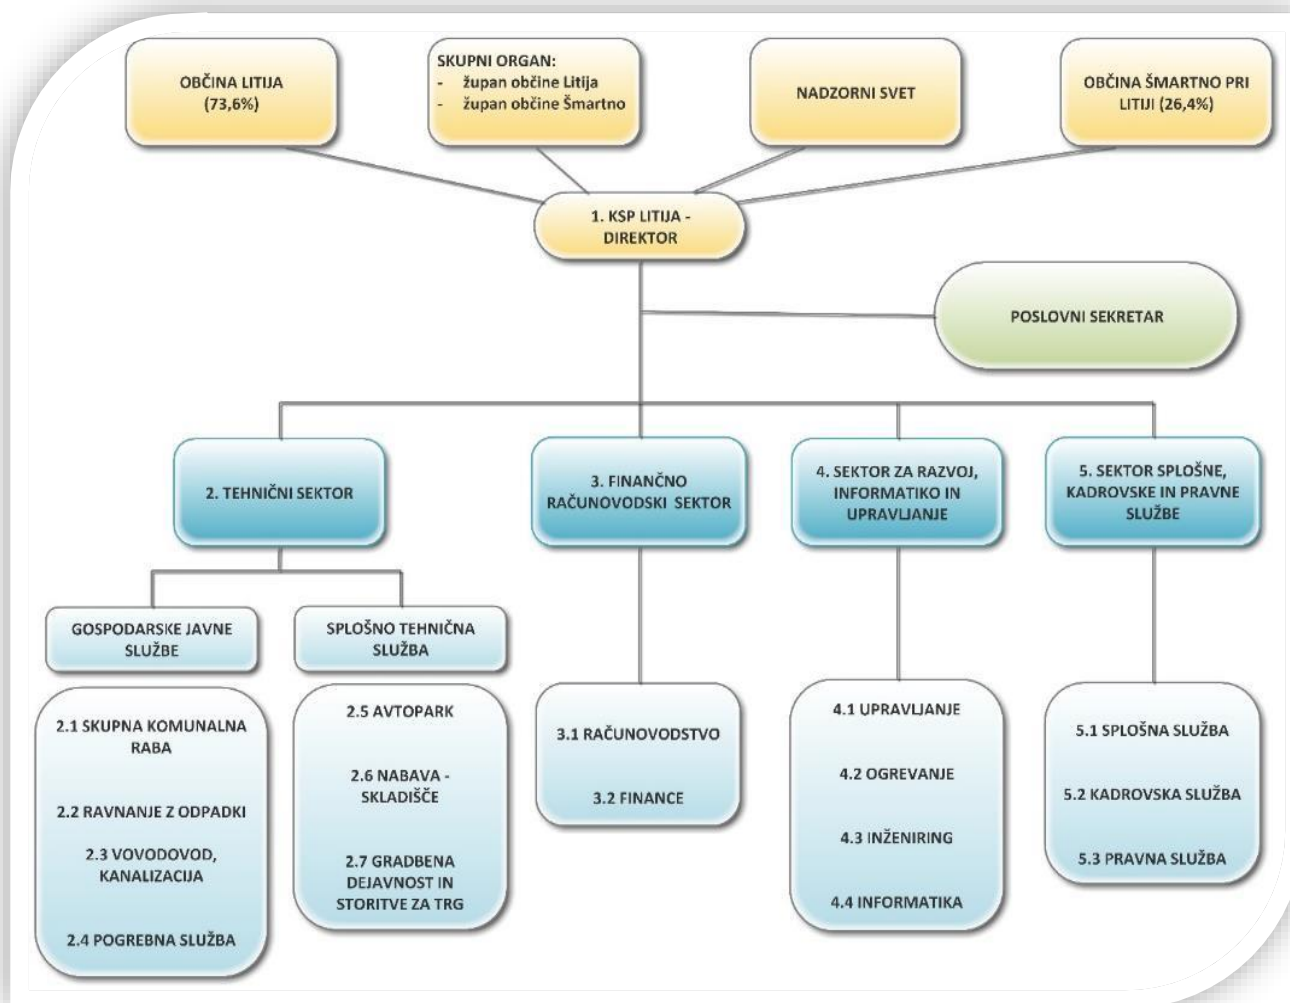 OBČINA LITIJA
(73,6%)
SKUPNI ORGAN:
- župan občine Litija
- župan občine Šmartno
NADZORNI SVET
OBČINA ŠMARTNO PRI
LITIJI (26,4%)
1. KSP LITIJA -
DIREKTOR
POSLOVNI SEKRETAR
2. TEHNIČNI SEKTOR
3. FINANČNO
RAČUNOVODSKI SEKTOR
4. SEKTOR ZA RAZVOJ,
INFORMATIKO IN
UPRAVLJANJE
5. SEKTOR SPLOŠNE,
KADROVSKE IN PRAVNE
SLUŽBE
GOSPODARSKE JAVNE
SLUŽBE
SPLOŠNO TEHNIČNA
SLUŽBA
2.1 SKUPNA KOMUNALNA
RABA
2.2 RAVNANJE Z ODPADKI
2.3 VOVODOVOD,
KANALIZACIJA
2.4 POGREBNA SLUŽBA
2.5 AVTOPARK
2.6 NABAVA -
SKLADIŠČE
2.7 GRADBENA
DEJAVNOST IN
STORITVE ZA TRG
3.1 RAČUNOVODSTVO
3.2 FINANCE
4.1 UPRAVLJANJE
4.2 OGREVANJE
4.3 INŽENIRING
4.4 INFORMATIKA
5.1 SPLOŠNA SLUŽBA
5.2 KADROVSKA SLUŽBA
5.3 PRAVNA SLUŽBA